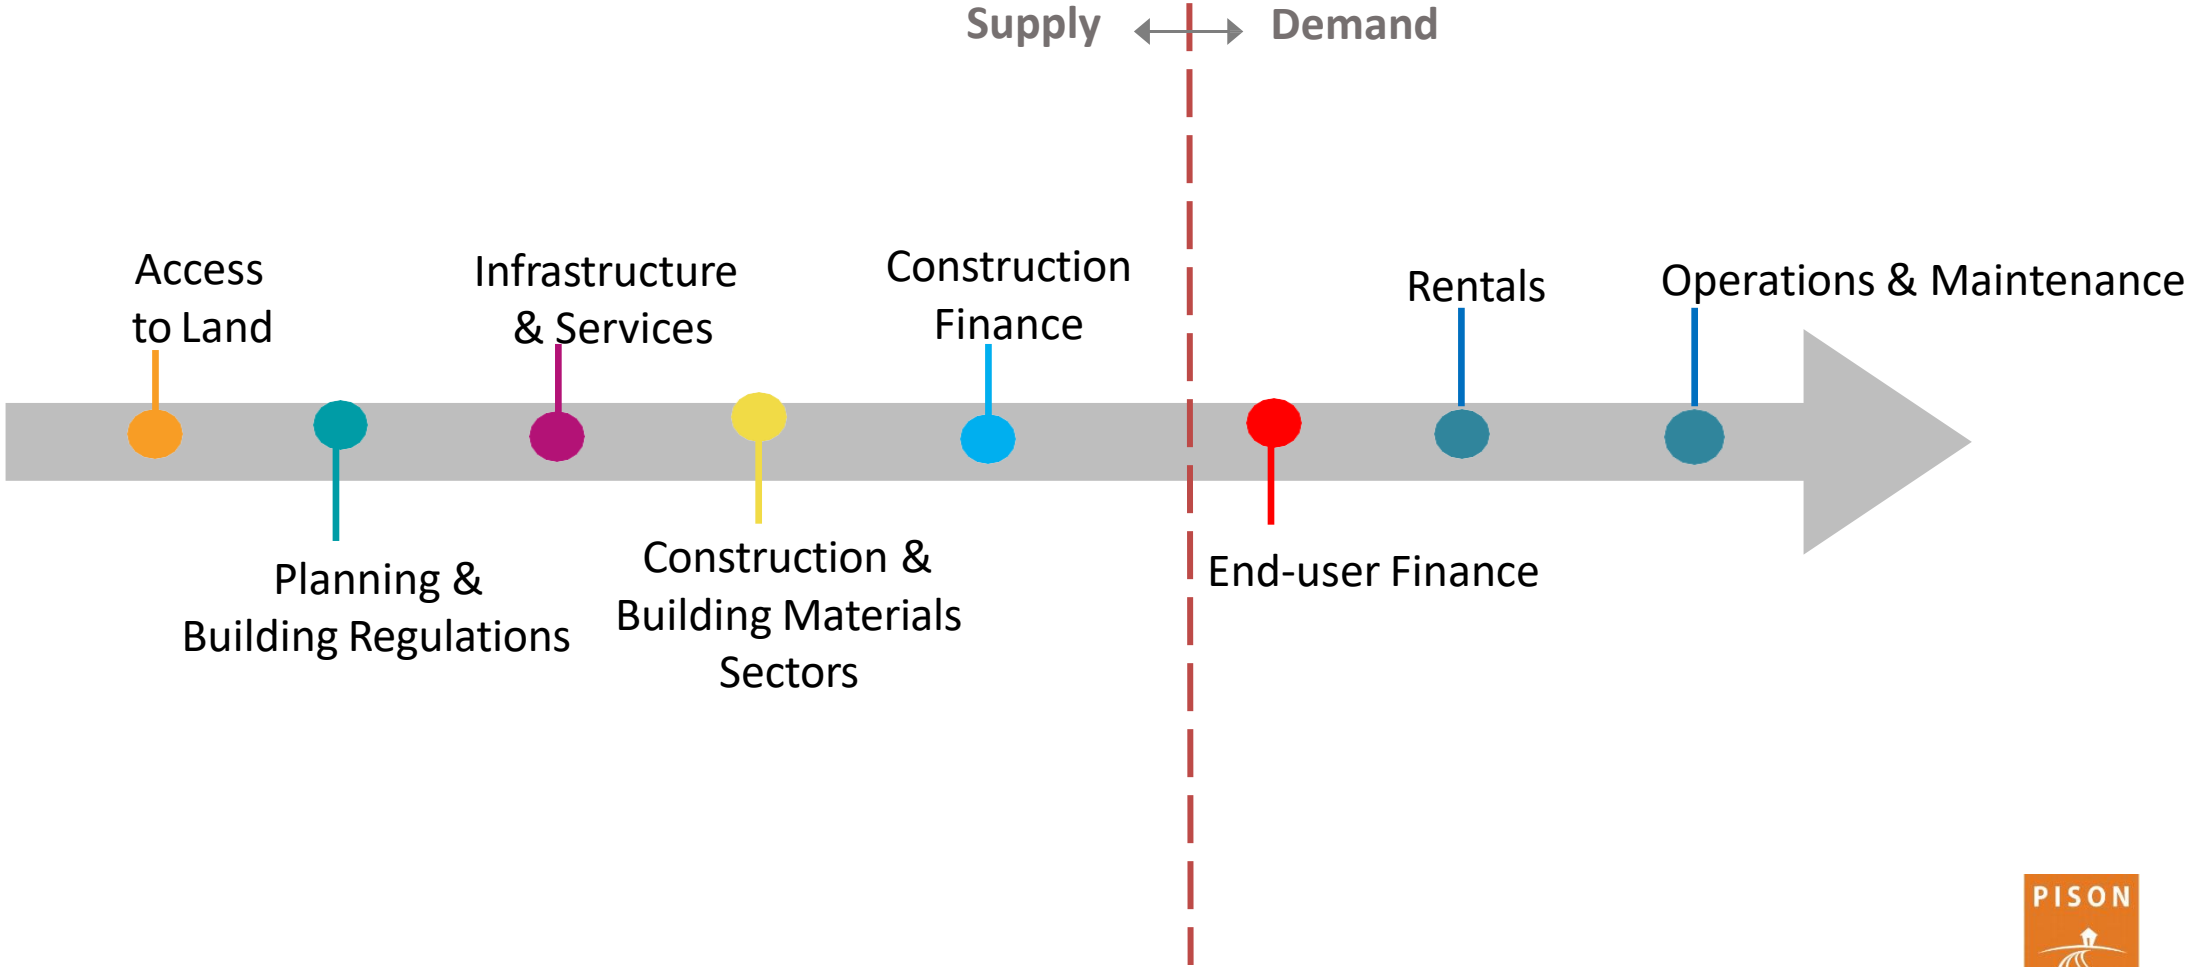 Supply
Demand
Access
to Land
Infrastructure
& Services
Construction
Finance
Rentals
Operations & Maintenance
Planning &
Building Regulations
Construction &
Building Materials
Sectors
End-user Finance
PISON